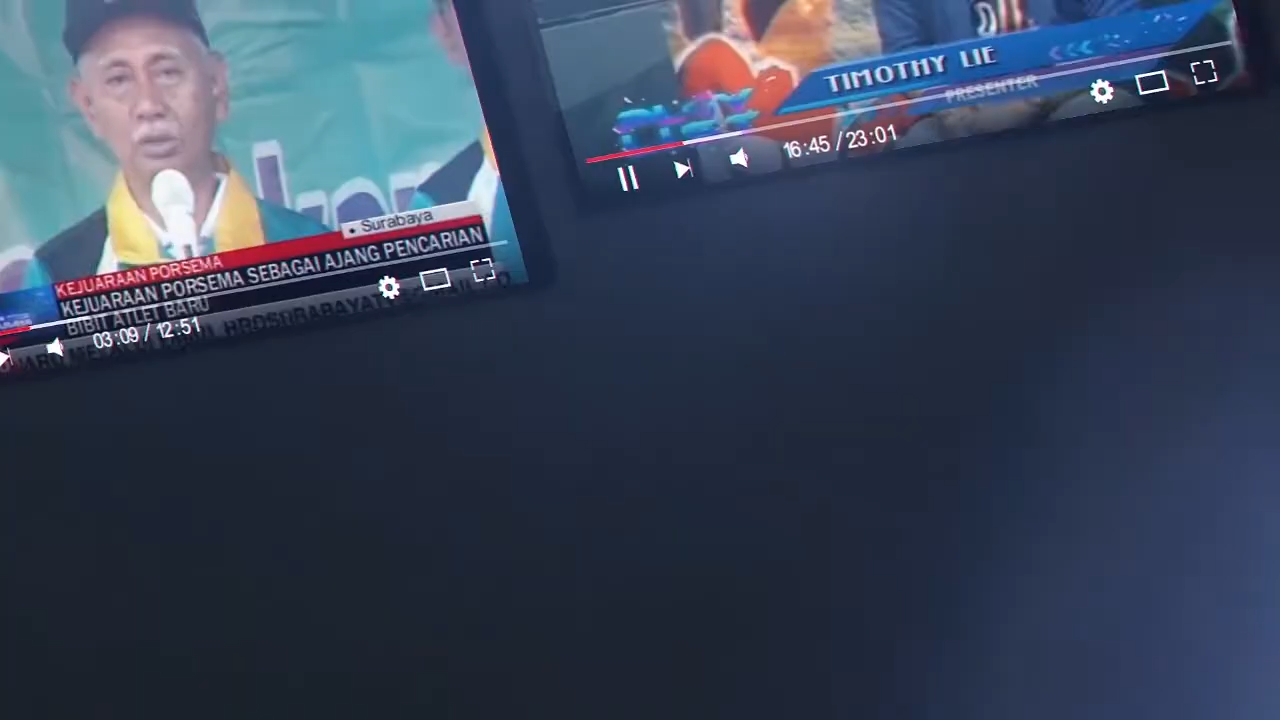 • Surabaya
KEJUARAAN PORSEMA
KEJUARAAN PORSEMA SEBAGAI AJANG PENCARIAN
BIBIT ATLET BARU
03:09 / 12:51
TIMOTHY LIE
PRESENTER
16:45 / 23:01